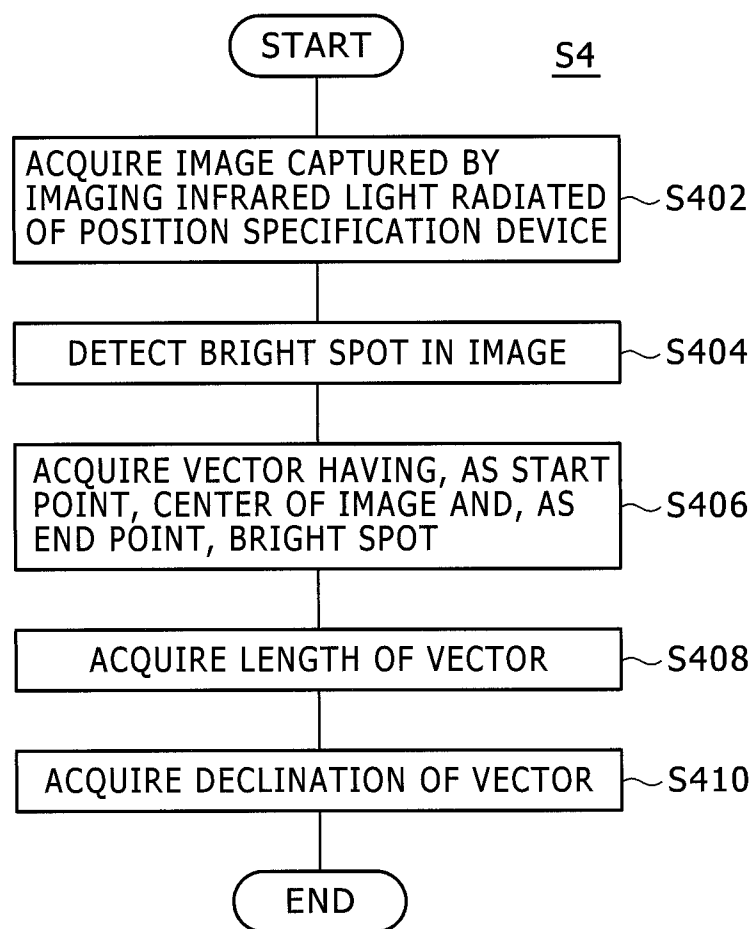 START
S4
ACQUIRE IMAGE CAPTURED BY
IMAGING INFRARED LIGHT RADIATED
OF POSITION SPECIFICATION DEVICE
S402
DETECT BRIGHT SPOT IN IMAGE
S404
ACQUIRE VECTOR HAVING, AS START
POINT, CENTER OF IMAGE AND, AS
END POINT, BRIGHT SPOT
S406
ACQUIRE LENGTH OF VECTOR
S408
ACQUIRE DECLINATION OF VECTOR
S410
END